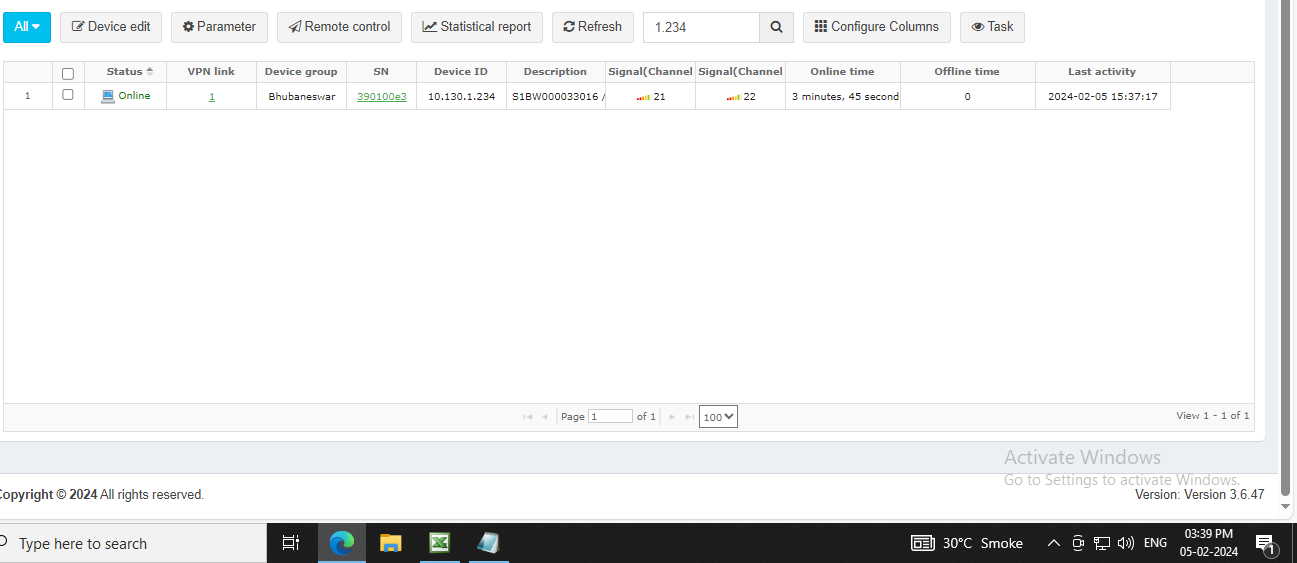 All Device edit Parameter Remote control Statistical report Refresh 1.234 Configure Columns Task
Status VPN link Device group SN Device ID Description Signal(Channel Signal(Channel Online time Offline time Last activity
1 Online 1 Bhubaneswar 390100e3 10.130.1.234 S1BW000033016 / 21 22 3 minutes, 45 second 0 2024-02-05 15:37:17
Page 1 of 1 100 View 1 - 1 of 1
Activate Windows
Go to Settings to activate Windows.
Copyright © 2024 All rights reserved. Version: Version 3.6.47
Type here to search 30°C Smoke ENG 03:39 PM
05-02-2024 1